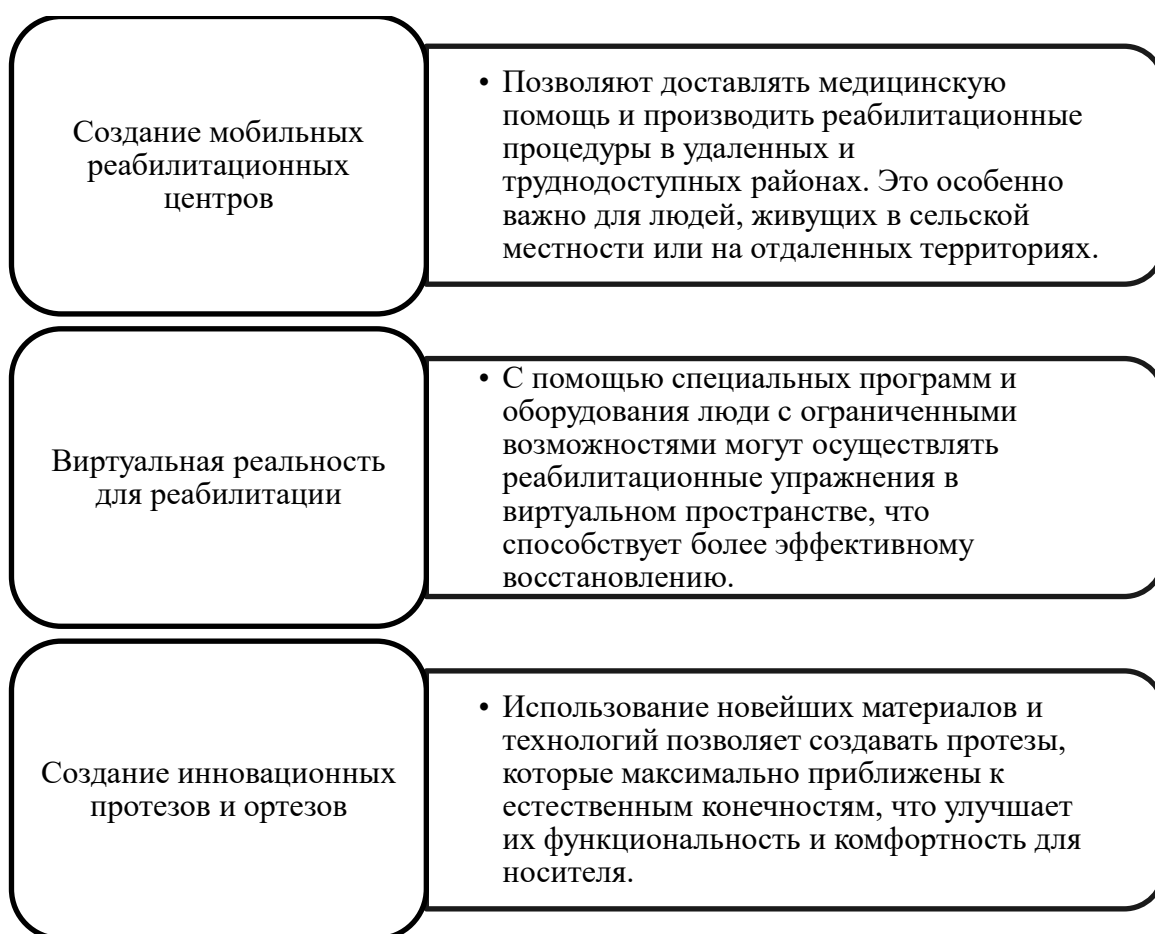 Создание мобильных
реабилитационных
центров
• Позволяют доставлять медицинскую
помощь и производить реабилитационные
процедуры в удаленных и
труднодоступных районах. Это особенно
важно для людей, живущих в сельской
местности или на отдаленных территориях.
Виртуальная реальность
для реабилитации
• С помощью специальных программ и
оборудования люди с ограниченными
возможностями могут осуществлять
реабилитационные упражнения в
виртуальном пространстве, что
способствует более эффективному
восстановлению.
Создание инновационных
протезов и ортезов
• Использование новейших материалов и
технологий позволяет создавать протезы,
которые максимально приближены к
естественным конечностям, что улучшает
их функциональность и комфортность для
носителя.